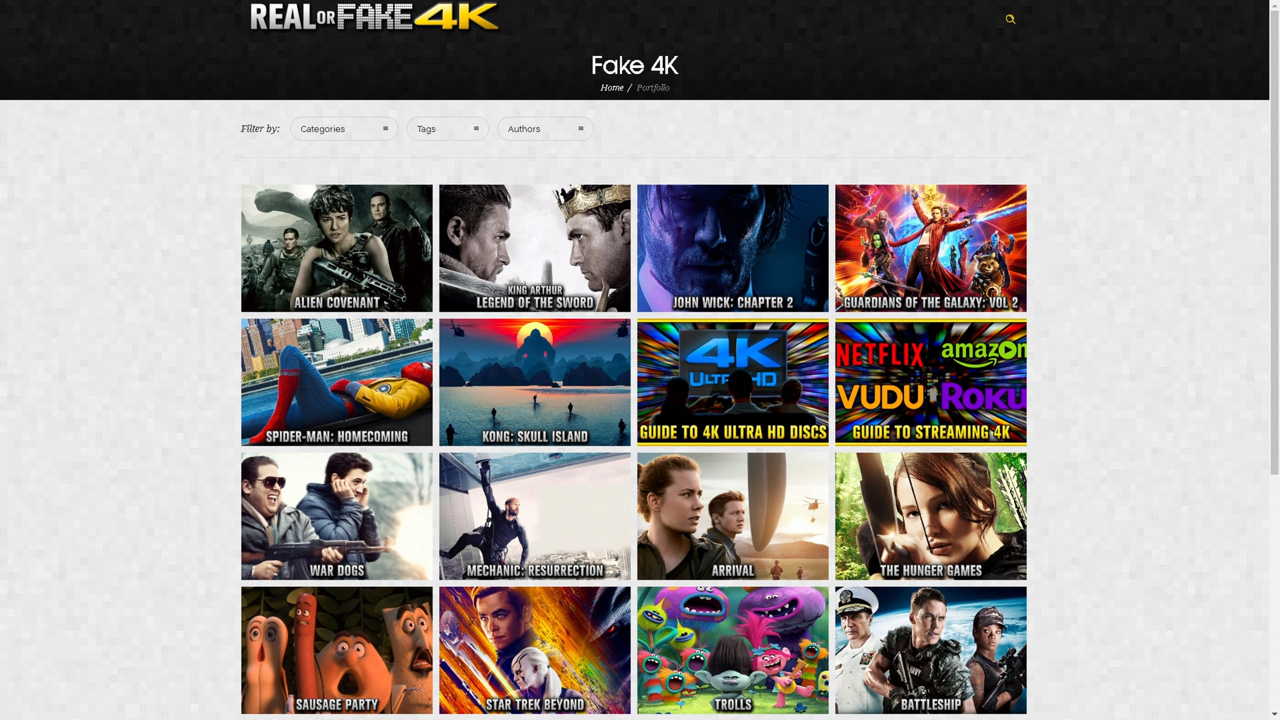 REAL OR FAKE 4K
Fake 4K
Home / Portfolio
Filter by: Categories Tags Authors
ALIEN COVENANT
KING ARTHUR
LEGEND OF THE SWORD
JOHN WICK: CHAPTER 2
GUARDIANS OF THE GALAXY: VOL 2
SPIDER-MAN: HOMECOMING
KONG: SKULL ISLAND
4K
ULTRA HD
GUIDE TO 4K ULTRA HD DISCS
NETFLIX amazon
VUDU ROKU
GUIDE TO STREAMING 4K
WAR DOGS
MECHANIC: RESURRECTION
ARRIVAL
THE HUNGER GAMES
SAUSAGE PARTY
STAR TREK BEYOND
TROLLS
BATTLESHIP